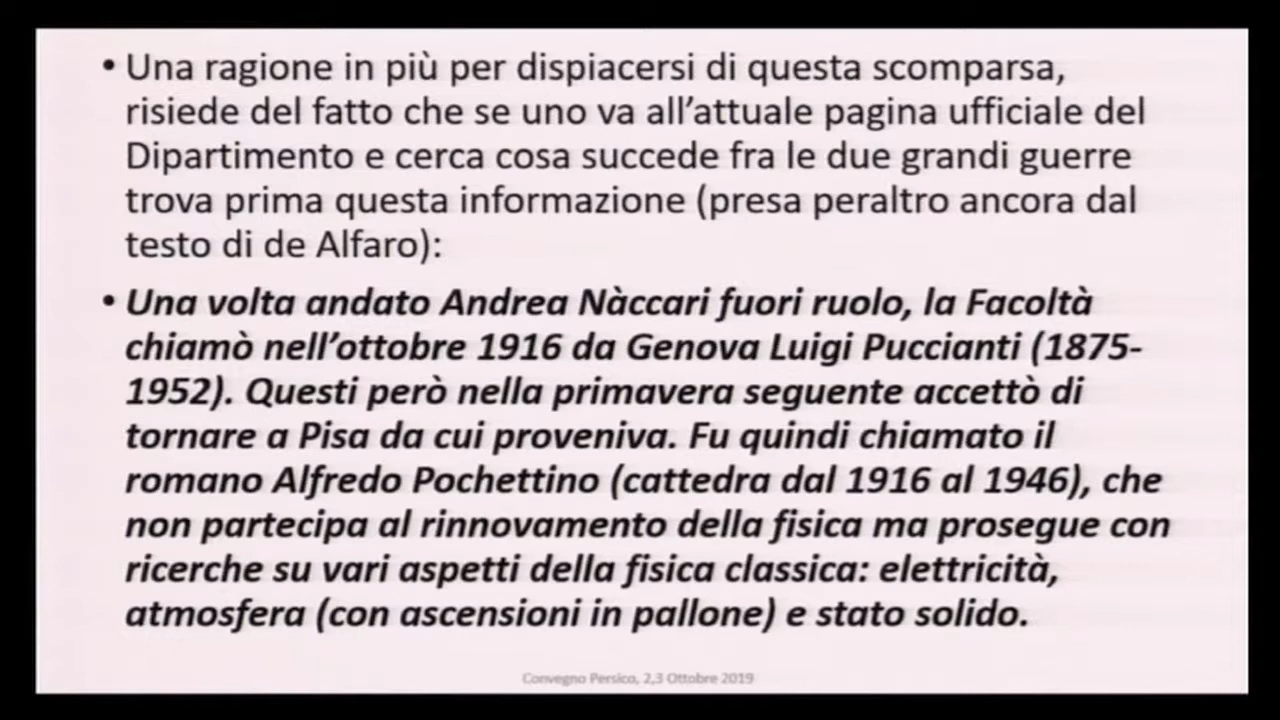 • Una ragione in più per dispiacersi di questa scomparsa,
risiede del fatto che se uno va all’attuale pagina ufficiale del
Dipartimento e cerca cosa succede fra le due grandi guerre
trova prima questa informazione (presa peraltro ancora dal
testo di de Alfaro):
• Una volta andato Andrea Nàccari fuori ruolo, la Facoltà
chiamò nell’ottobre 1916 da Genova Luigi Puccianti (1875-
1952). Questi però nella primavera seguente accettò di
tornare a Pisa da cui proveniva. Fu quindi chiamato il
romano Alfredo Pochettino (cattedra dal 1916 al 1946), che
non partecipa al rinnovamento della fisica ma prosegue con
ricerche su vari aspetti della fisica classica: elettricità,
atmosfera (con ascensioni in pallone) e stato solido.
Convegno Persico, 2,3 Ottobre 2019